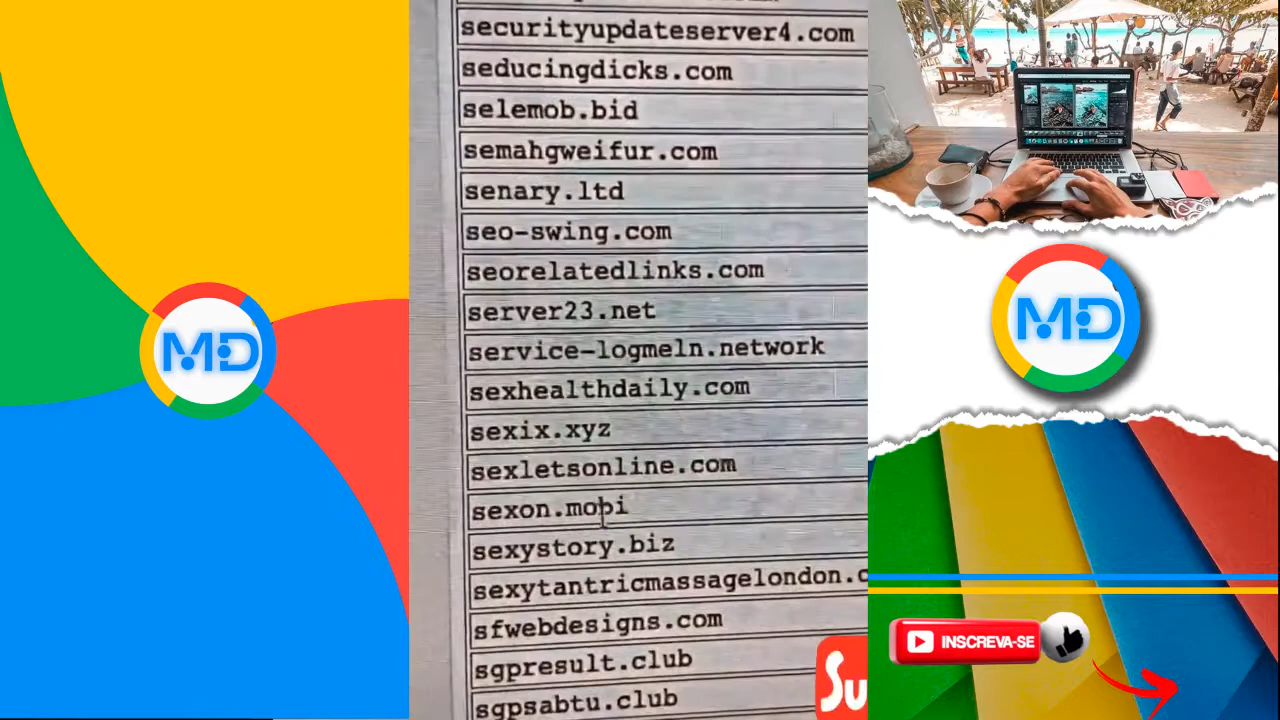 MD
securityupdateserver4.com
seducingdicks.com
selemob.bid
semahgweifur.com
senary.ltd
seo-swing.com
seorelatedlinks.com
server23.net
service-logmeln.network
sexhealthdaily.com
sexix.xyz
sexletsonline.com
sexon.mobi
sexystory.biz
sexytantricmassagelondon.c
sfwebdesigns.com
sgpresult.club
sgpsabtu.club
Su
MD
INSCREVA-SE